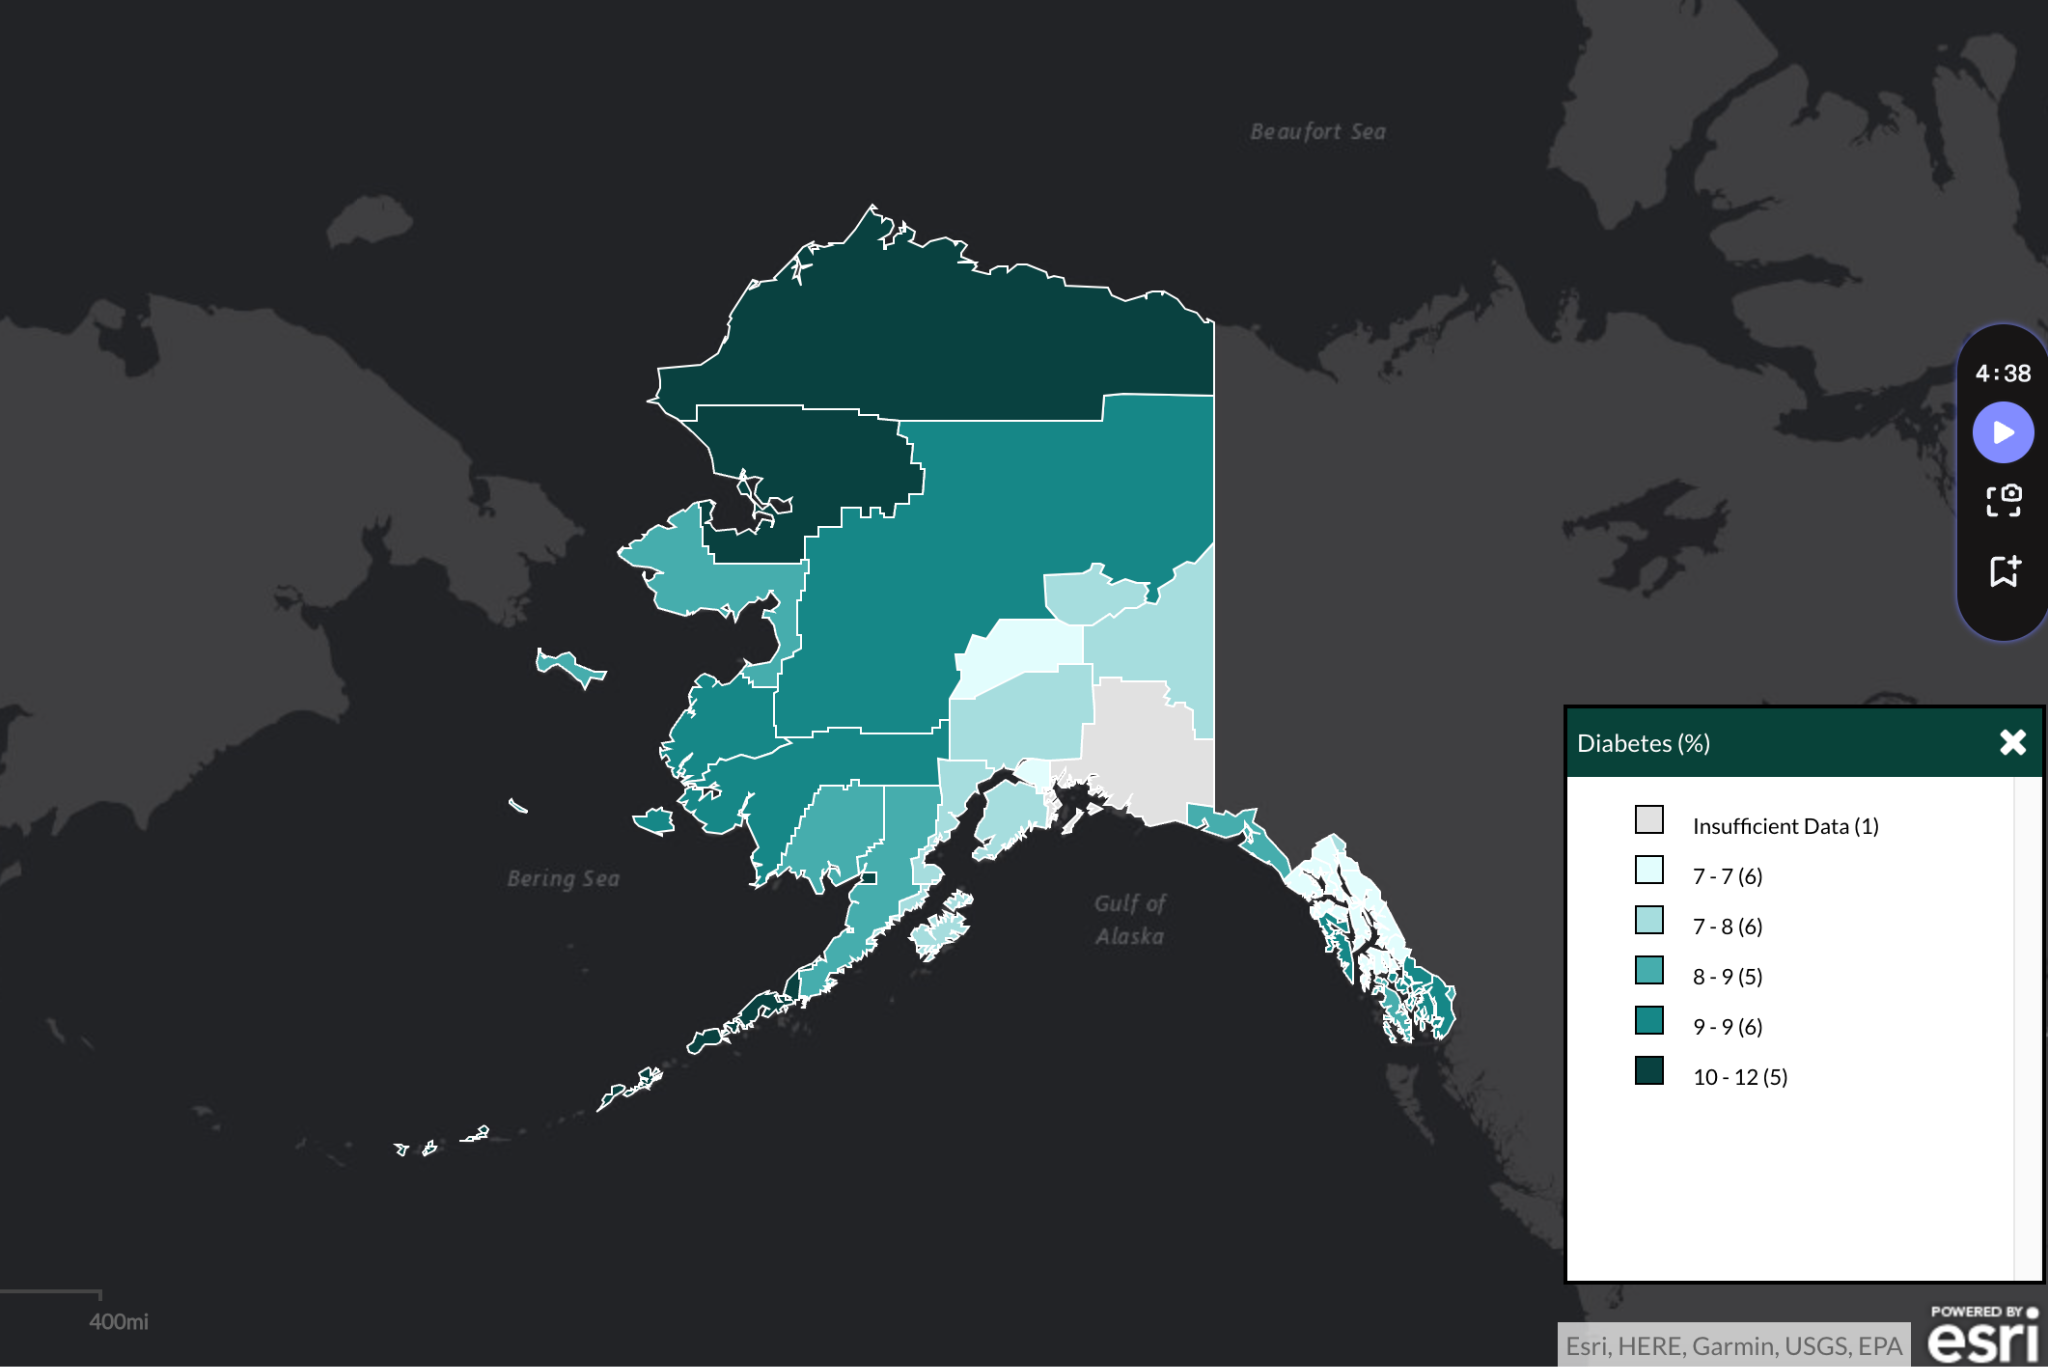 Beaufort Sea
4:38
Diabetes (%)
Insufficient Data (1)
7 - 7 (6)
7 - 8 (6)
8 - 9 (5)
9 - 9 (6)
10 - 12 (5)
Bering Sea
Gulf of
Alaska
400mi
Esri, HERE, Garmin, USGS, EPA
POWERED BY
esri